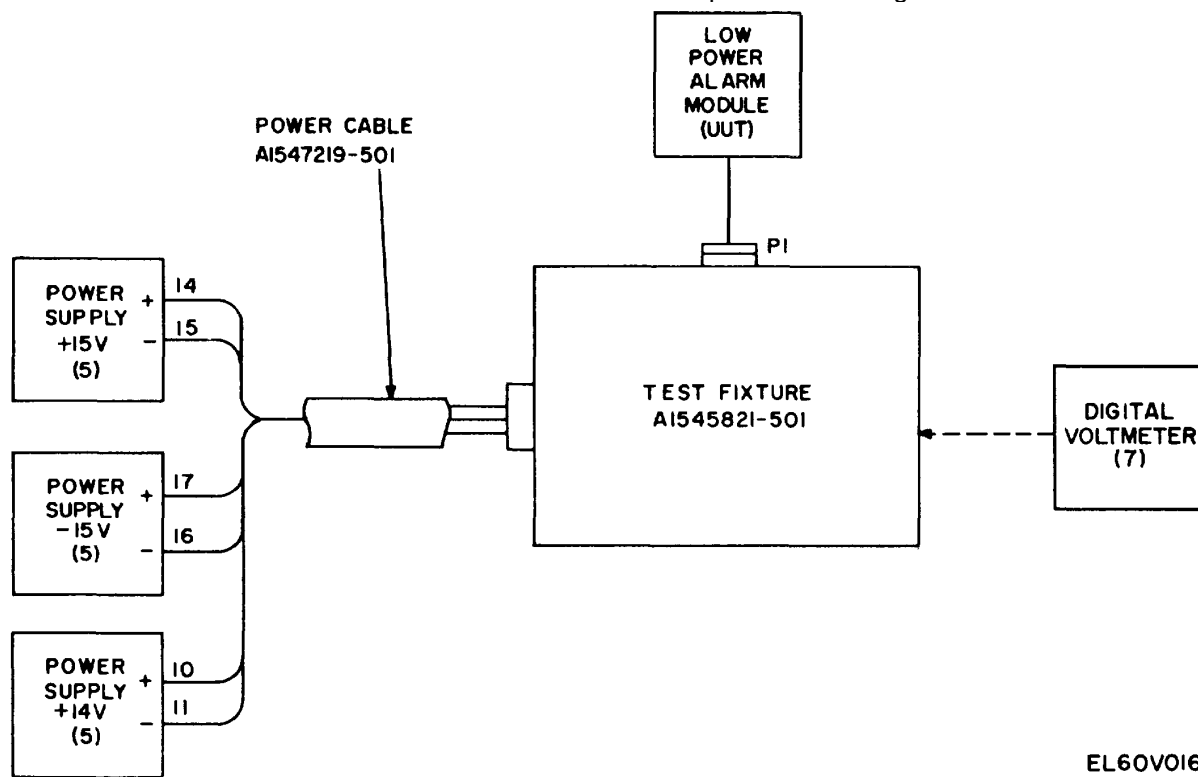 LOW
POWER
ALARM
MODULE
(UUT)
POWER CABLE
A1547219-501
P1
POWER
SUPPLY
+15V
(5)
+ 14
- 15
TEST FIXTURE
A1545821-501
DIGITAL
VOLTMETER
(7)
POWER
SUPPLY
-15V
(5)
+ 17
- 16
POWER
SUPPLY
+14V
(5)
+ 10
- 11
EL60V016